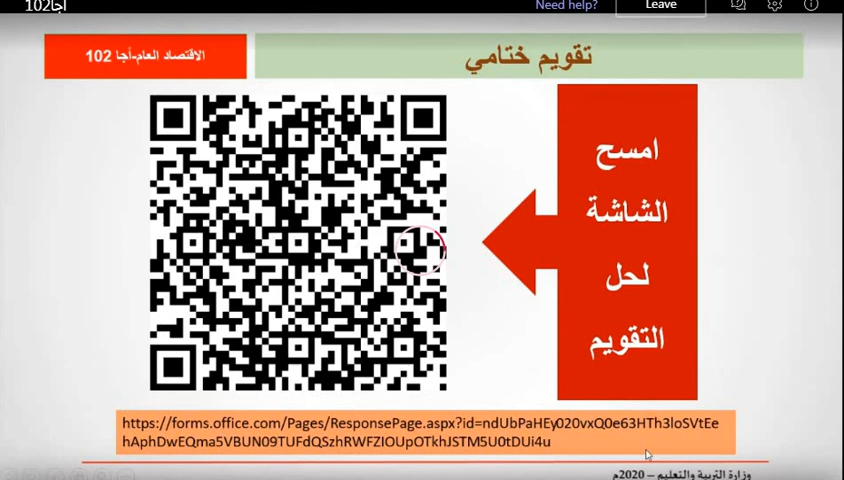 اجا102
Need help?
Leave
الاقتصاد العام-أجا 102
تقويم ختامي
امسح
الشاشة
لحل
التقويم
https://forms.office.com/Pages/ResponsePage.aspx?id=ndUbPaHEy020vxQ0e63HTh3loSVtEe
hAphDwEQma5VBUN09TUFdQSzhRWFZIOUpOTkhJSTM5U0tDUi4u
وزارة التربية والتعليم – 2020م